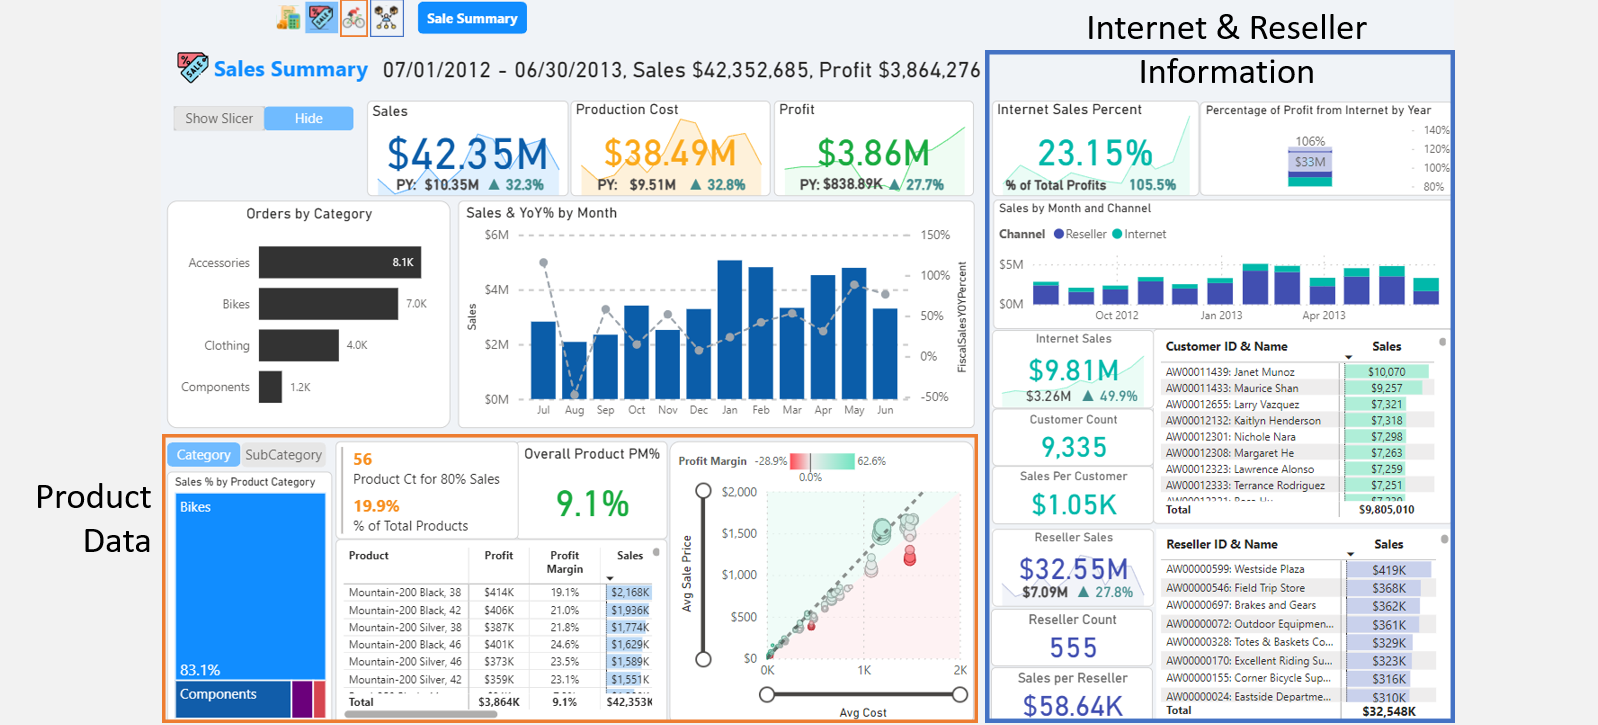 Sale Summary
Internet & Reseller
Information
Sales Summary
07/01/2012 - 06/30/2013, Sales $42,352,685, Profit $3,864,276
Show Slicer
Hide
Sales
$42.35M
PY: $10.35M ▲ 32.3%
Production Cost
$38.49M
PY: $9.51M ▲ 32.8%
Profit
$3.86M
PY: $838.89K ▲ 27.7%
Internet Sales Percent
23.15%
% of Total Profits 105.5%
Percentage of Profit from Internet by Year
106%
$33M
140%
120%
100%
80%
Orders by Category
Accessories 8.1K
Bikes 7.0K
Clothing 4.0K
Components 1.2K
Sales & YoY% by Month
$6M
$4M
$2M
$0M
Sales
150%
100%
50%
0%
-50%
FiscalSalesYOYPercent
Jul Aug Sep Oct Nov Dec Jan Feb Mar Apr May Jun
Sales by Month and Channel
Channel Reseller Internet
$5M
$0M
Oct 2012 Jan 2013 Apr 2013
Internet Sales
$9.81M
$3.26M ▲ 49.9%
Customer Count
9,335
Sales Per Customer
$1.05K
Customer ID & Name Sales
AW00011439: Janet Munoz $10,070
AW00011433: Maurice Shan $9,257
AW00012655: Larry Vazquez $7,321
AW00012132: Kaitlyn Henderson $7,318
AW00012301: Nichole Nara $7,298
AW00012308: Margaret He $7,263
AW00012323: Lawrence Alonso $7,259
AW00012333: Terrance Rodriguez $7,251
Total $9,805,010
Reseller Sales
$32.55M
$7.09M ▲ 27.8%
Reseller Count
555
Sales per Reseller
$58.64K
Reseller ID & Name Sales
AW00000599: Westside Plaza $419K
AW00000546: Field Trip Store $368K
AW00000697: Brakes and Gears $362K
AW00000072: Outdoor Equipmen... $361K
AW00000328: Totes & Baskets Co... $329K
AW00000170: Excellent Riding Su... $323K
AW00000155: Corner Bicycle Sup... $316K
AW00000024: Eastside Departme... $310K
Total $32,548K
Product
Data
Category
SubCategory
Sales % by Product Category
Bikes
83.1%
Components
56
Product Ct for 80% Sales
19.9%
% of Total Products
Overall Product PM%
9.1%
Product Profit Profit Margin Sales
Mountain-200 Black, 38 $414K 19.1% $2,168K
Mountain-200 Black, 42 $406K 21.0% $1,936K
Mountain-200 Silver, 38 $387K 21.8% $1,774K
Mountain-200 Black, 46 $401K 24.6% $1,629K
Mountain-200 Silver, 46 $373K 23.5% $1,589K
Mountain-200 Silver, 42 $359K 23.1% $1,551K
Total $3,864K 9.1% $42,353K
Profit Margin -28.9% 62.6%
0.0%
$2,000
$1,500
$1,000
$500
$0
Avg Sale Price
0K 1K 2K
Avg Cost